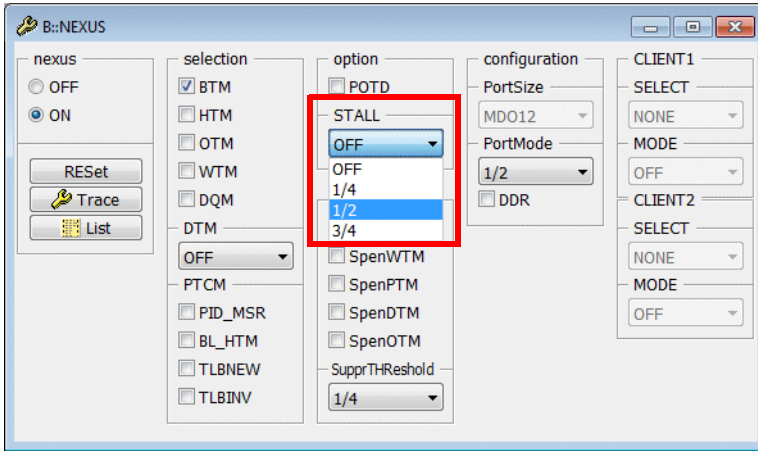 B::NEXUS
nexus
OFF
ON
RESet
Trace
List
selection
BTM
HTM
OTM
WTM
DQM
DTM
OFF
PTCM
PID_MSR
BL_HTM
TLBNEW
TLBINV
option
POTD
STALL
OFF
OFF
1/4
1/2
3/4
SpenWTM
SpenPTM
SpenDTM
SpenOTM
SupprTHReshold
1/4
configuration
PortSize
MDO12
PortMode
1/2
DDR
CLIENT1
SELECT
NONE
MODE
OFF
CLIENT2
SELECT
NONE
MODE
OFF